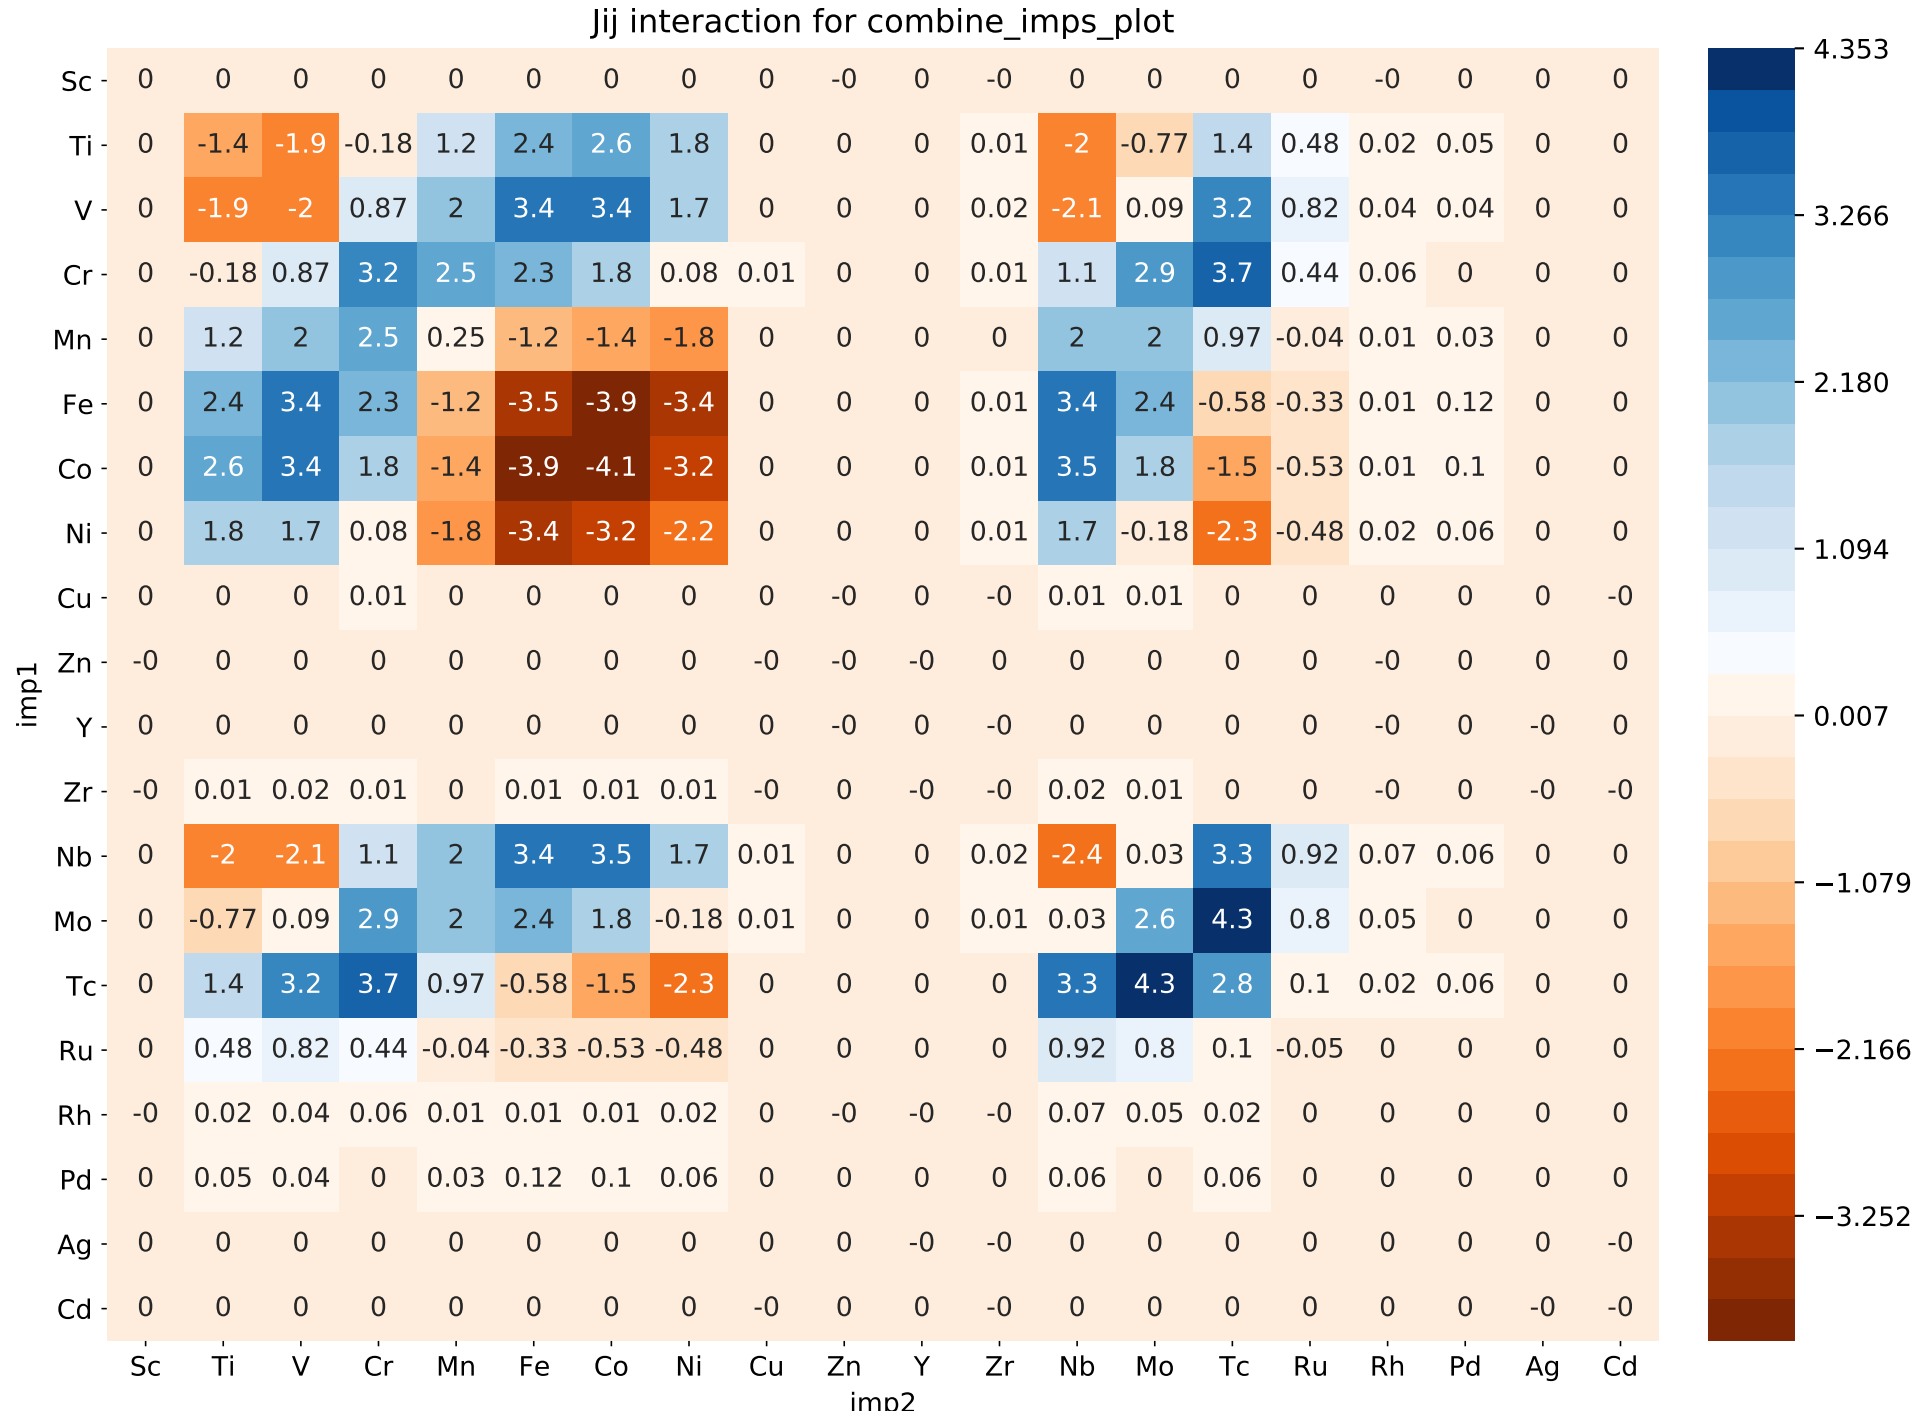 Jij interaction for combine_imps_plot
Sc 0 0 0 0 0 0 0 0 0 -0 0 -0 0 0 0 0 -0 0 0 0
Ti 0 -1.4 -1.9 -0.18 1.2 2.4 2.6 1.8 0 0 0 0.01 -2 -0.77 1.4 0.48 0.02 0.05 0 0
V 0 -1.9 -2 0.87 2 3.4 3.4 1.7 0 0 0 0.02 -2.1 0.09 3.2 0.82 0.04 0.04 0 0
Cr 0 -0.18 0.87 3.2 2.5 2.3 1.8 0.08 0.01 0 0 0.01 1.1 2.9 3.7 0.44 0.06 0 0 0
Mn 0 1.2 2 2.5 0.25 -1.2 -1.4 -1.8 0 0 0 0 2 2 0.97 -0.04 0.01 0.03 0 0
Fe 0 2.4 3.4 2.3 -1.2 -3.5 -3.9 -3.4 0 0 0 0.01 3.4 2.4 -0.58 -0.33 0.01 0.12 0 0
Co 0 2.6 3.4 1.8 -1.4 -3.9 -4.1 -3.2 0 0 0 0.01 3.5 1.8 -1.5 -0.53 0.01 0.1 0 0
Ni 0 1.8 1.7 0.08 -1.8 -3.4 -3.2 -2.2 0 0 0 0.01 1.7 -0.18 -2.3 -0.48 0.02 0.06 0 0
Cu 0 0 0 0.01 0 0 0 0 0 -0 0 -0 0.01 0.01 0 0 0 0 0 -0
Zn -0 0 0 0 0 0 0 0 -0 -0 -0 0 0 0 0 0 -0 0 0 0
Y 0 0 0 0 0 0 0 0 0 -0 0 -0 0 0 0 0 -0 0 -0 0
Zr -0 0.01 0.02 0.01 0 0.01 0.01 0.01 -0 0 -0 -0 0.02 0.01 0 0 -0 0 -0 -0
Nb 0 -2 -2.1 1.1 2 3.4 3.5 1.7 0.01 0 0 0.02 -2.4 0.03 3.3 0.92 0.07 0.06 0 0
Mo 0 -0.77 0.09 2.9 2 2.4 1.8 -0.18 0.01 0 0 0.01 0.03 2.6 4.3 0.8 0.05 0 0 0
Tc 0 1.4 3.2 3.7 0.97 -0.58 -1.5 -2.3 0 0 0 0 3.3 4.3 2.8 0.1 0.02 0.06 0 0
Ru 0 0.48 0.82 0.44 -0.04 -0.33 -0.53 -0.48 0 0 0 0 0.92 0.8 0.1 -0.05 0 0 0 0
Rh -0 0.02 0.04 0.06 0.01 0.01 0.01 0.02 0 -0 -0 -0 0.07 0.05 0.02 0 0 0 0 0
Pd 0 0.05 0.04 0 0.03 0.12 0.1 0.06 0 0 0 0 0.06 0 0.06 0 0 0 0 0
Ag 0 0 0 0 0 0 0 0 0 0 -0 -0 0 0 0 0 0 0 0 -0
Cd 0 0 0 0 0 0 0 0 -0 0 0 -0 0 0 0 0 0 0 -0 -0
Sc Ti V Cr Mn Fe Co Ni Cu Zn Y Zr Nb Mo Tc Ru Rh Pd Ag Cd
imp2
imp1
4.353
3.266
2.180
1.094
0.007
−1.079
−2.166
−3.252